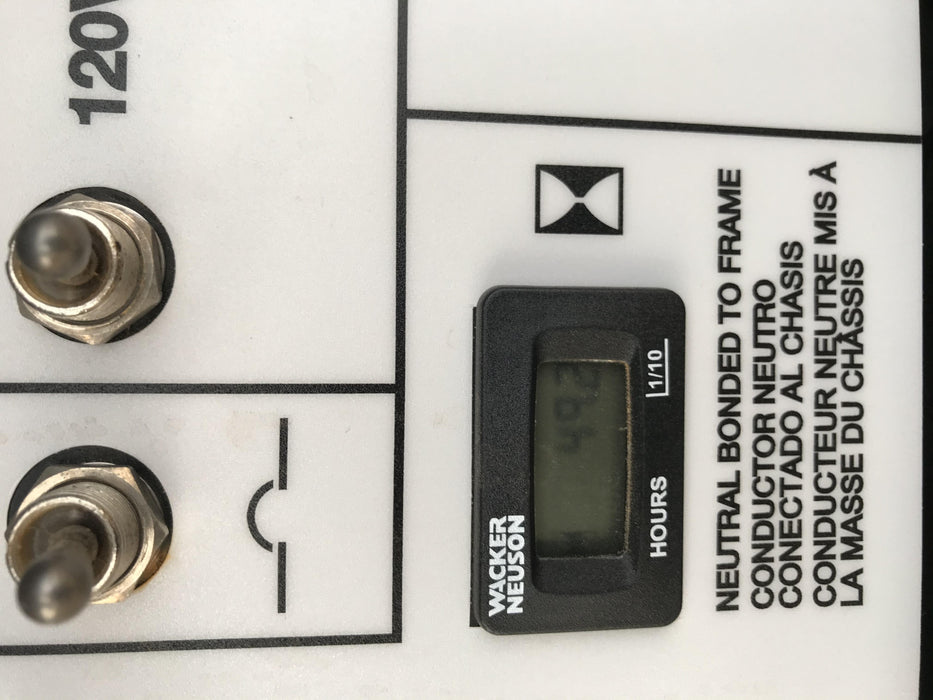 120V
WACKER
NEUSON
HOURS
1/10
NEUTRAL BONDED TO FRAME
CONDUCTOR NEUTRO
CONECTADO AL CHASIS
CONDUCTEUR NEUTRE MIS À
LA MASSE DU CHÂSSIS